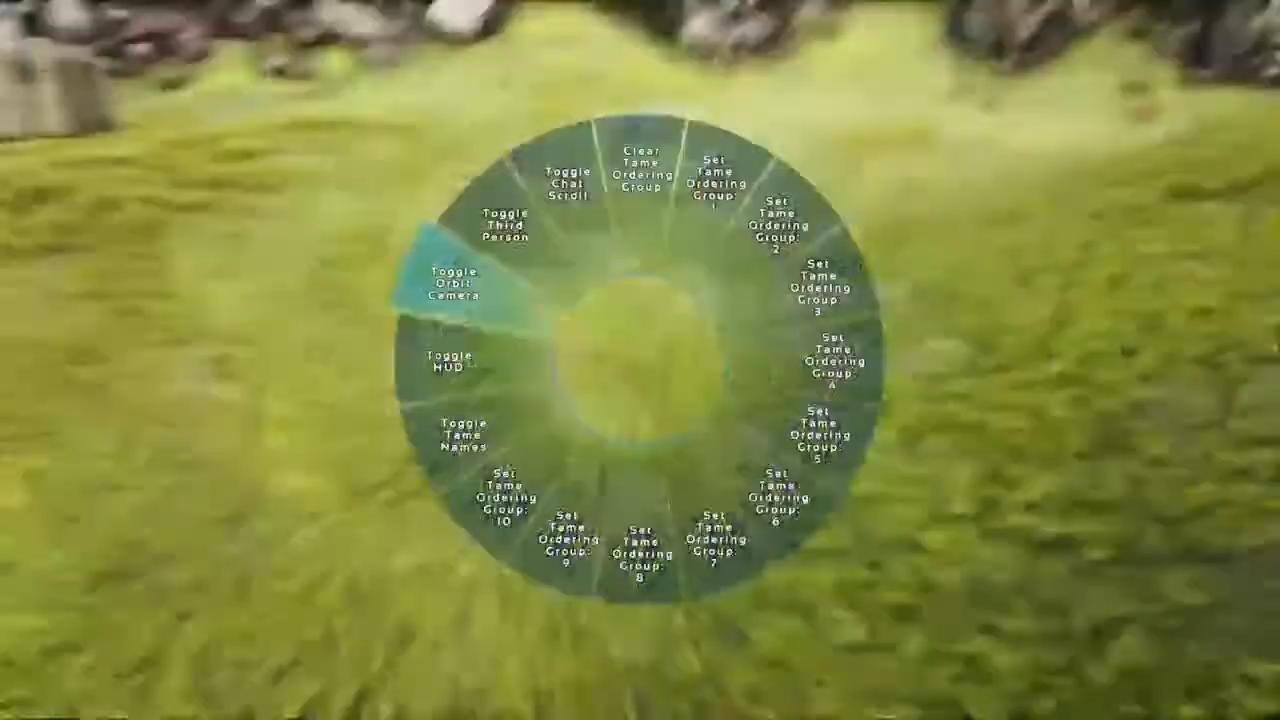 Clear
Tame
Ordering
Group
Set
Tame
Ordering
Group:
1
Set
Tame
Ordering
Group:
2
Set
Tame
Ordering
Group:
3
Set
Tame
Ordering
Group:
4
Set
Tame
Ordering
Group:
5
Set
Tame
Ordering
Group:
6
Set
Tame
Ordering
Group:
7
Set
Tame
Ordering
Group:
8
Set
Tame
Ordering
Group:
9
Set
Tame
Ordering
Group:
10
Toggle
Tame
Names
Toggle
HUD
Toggle
Orbit
Camera
Toggle
Third
Person
Toggle
Chat
Scroll